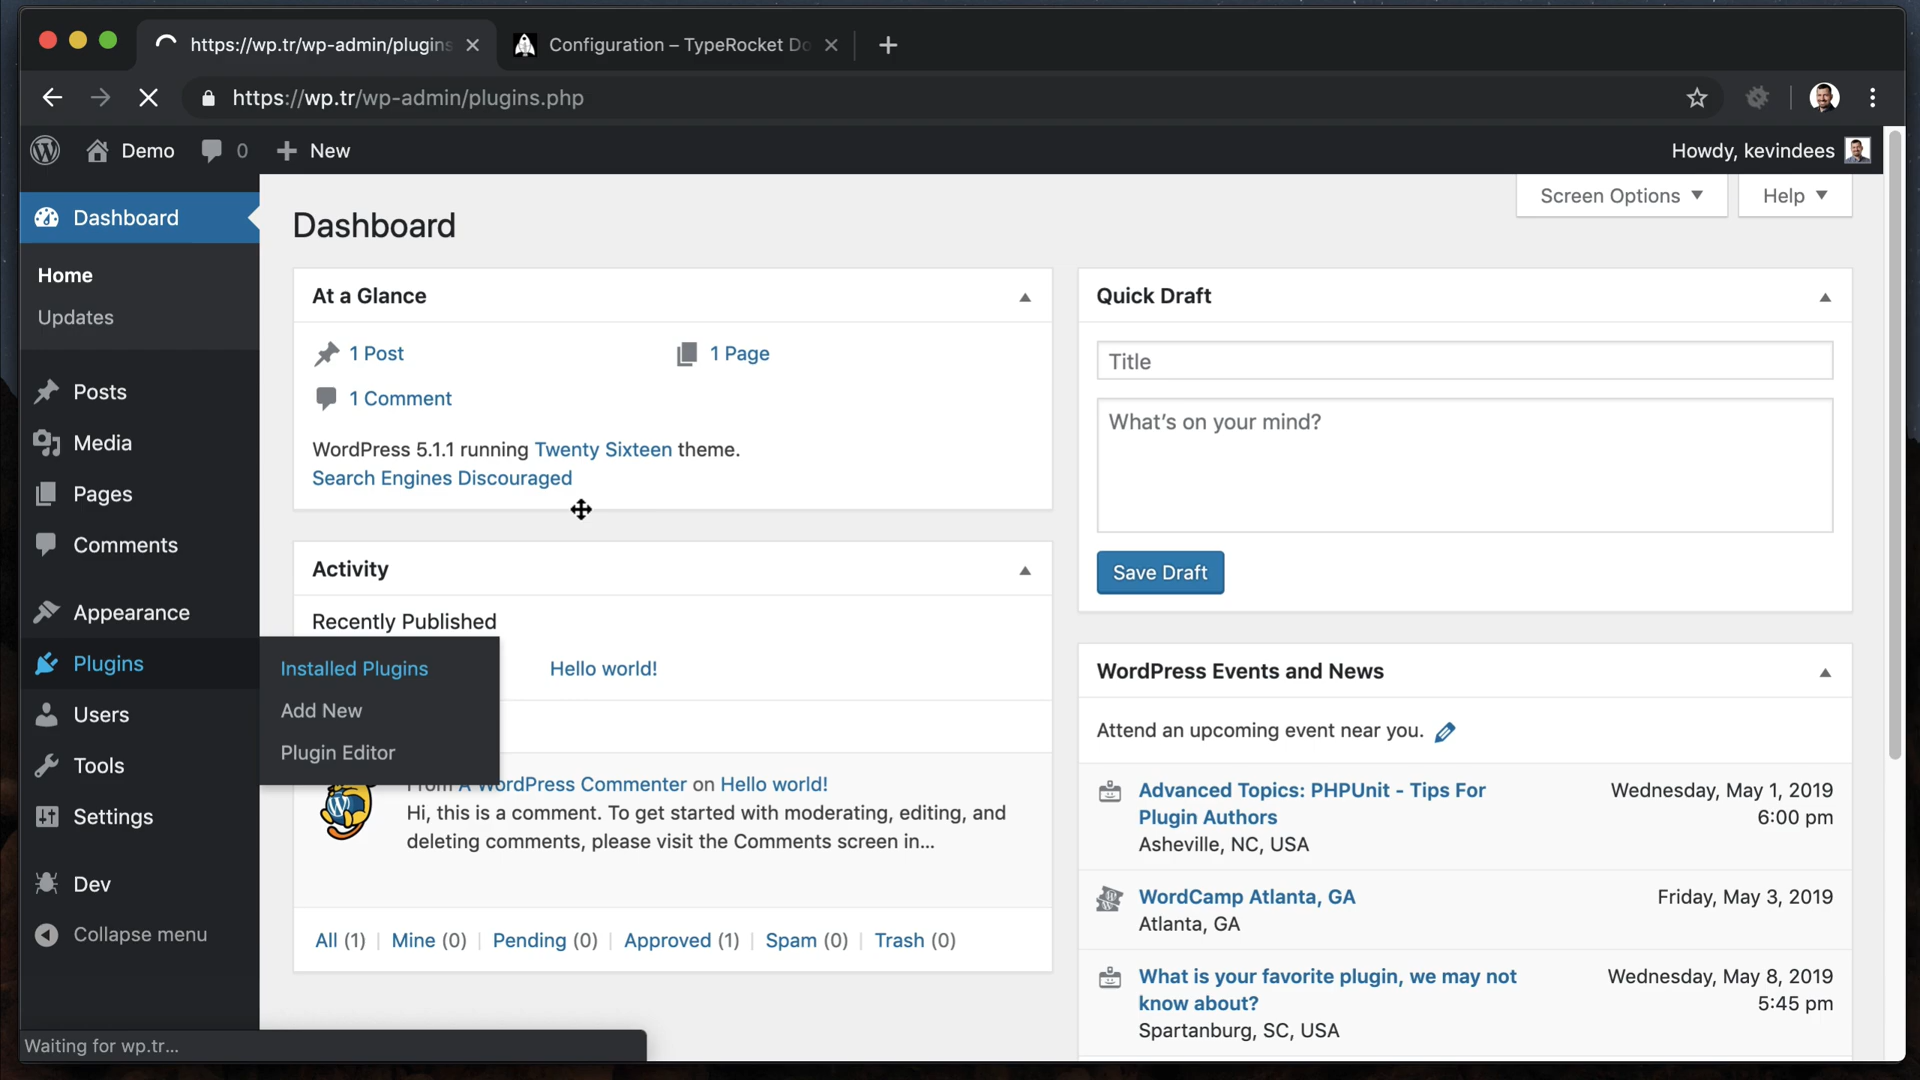 https://wp.tr/wp-admin/plugins
Configuration – TypeRocket Do
https://wp.tr/wp-admin/plugins.php
Demo
0
New
Howdy, kevindees
Screen Options
Help
Dashboard
Home
Updates
Posts
Media
Pages
Comments
Appearance
Plugins
Users
Tools
Settings
Dev
Collapse menu
Installed Plugins
Add New
Plugin Editor
Dashboard
At a Glance
1 Post
1 Page
1 Comment
WordPress 5.1.1 running Twenty Sixteen theme.
Search Engines Discouraged
Activity
Recently Published
Hello world!
From A WordPress Commenter on Hello world!
Hi, this is a comment. To get started with moderating, editing, and
deleting comments, please visit the Comments screen in...
All (1) | Mine (0) | Pending (0) | Approved (1) | Spam (0) | Trash (0)
Quick Draft
Title
What's on your mind?
Save Draft
WordPress Events and News
Attend an upcoming event near you.
Advanced Topics: PHPUnit - Tips For
Plugin Authors
Asheville, NC, USA
Wednesday, May 1, 2019
6:00 pm
WordCamp Atlanta, GA
Atlanta, GA
Friday, May 3, 2019
What is your favorite plugin, we may not
know about?
Spartanburg, SC, USA
Wednesday, May 8, 2019
5:45 pm
Waiting for wp.tr...